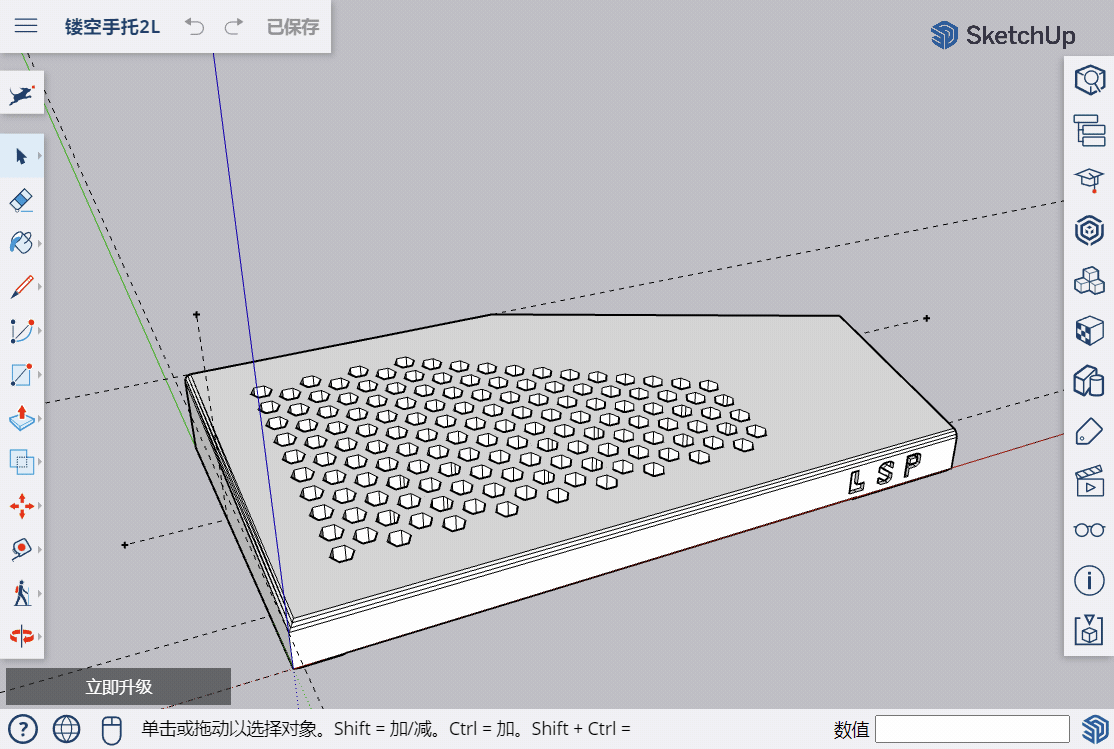 镂空手托2L
已保存
SketchUp
LSP
立即升级
单击或拖动以选择对象。Shift = 加/减。Ctrl = 加。Shift + Ctrl =
数值